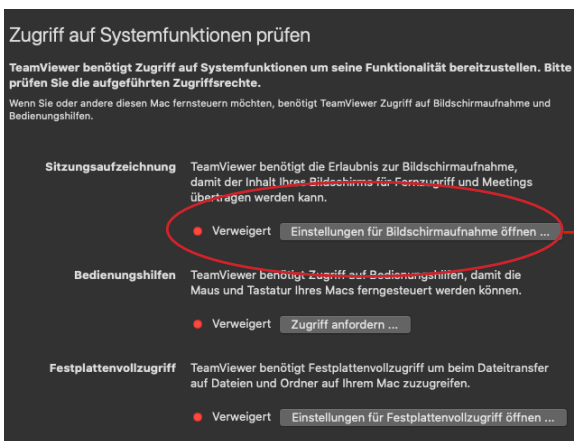 Zugriff auf Systemfunktionen prüfen
TeamViewer benötigt Zugriff auf Systemfunktionen um seine Funktionalität bereitzustellen. Bitte
prüfen Sie die aufgeführten Zugriffsrechte.
Wenn Sie oder andere diesen Mac fernsteuern möchten, benötigt TeamViewer Zugriff auf Bildschirmaufnahme und
Bedienungshilfen.
Sitzungsaufzeichnung
TeamViewer benötigt die Erlaubnis zur Bildschirmaufnahme,
damit der Inhalt Ihres Bildschirms für Fernzugriff und Meetings
übertragen werden kann.
Verweigert
Einstellungen für Bildschirmaufnahme öffnen ...
Bedienungshilfen
TeamViewer benötigt Zugriff auf Bedienungshilfen, damit die
Maus und Tastatur Ihres Macs ferngesteuert werden können.
Verweigert
Zugriff anfordern ...
Festplattenvollzugriff
TeamViewer benötigt Festplattenvollzugriff um beim Dateitransfer
auf Dateien und Ordner auf Ihrem Mac zuzugreifen.
Verweigert
Einstellungen für Festplattenvollzugriff öffnen ...